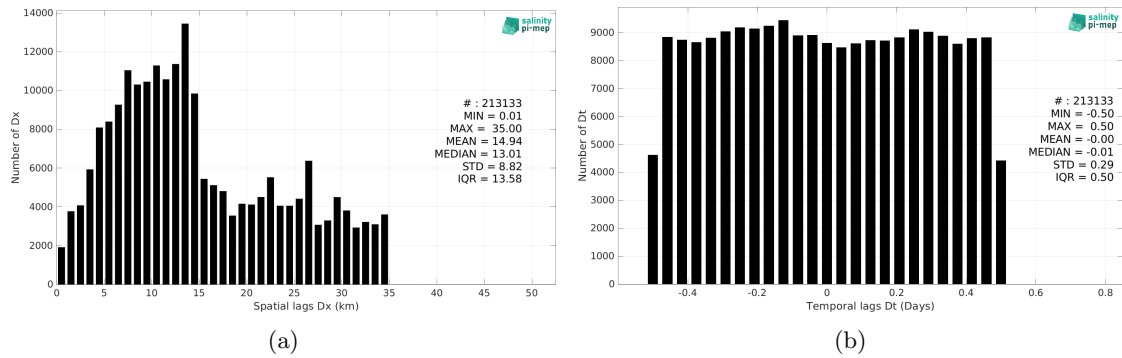 14000
12000
10000
8000
6000
4000
2000
0
Number of Dx
0 5 10 15 20 25 30 35 40 45 50
Spatial lags Dx (km)
salinity
pi-mep
# : 213133
MIN = 0.01
MAX = 35.00
MEAN = 14.94
MEDIAN = 13.01
STD = 8.82
IQR = 13.58
(a)
9000
8000
7000
6000
5000
4000
3000
2000
1000
0
Number of Dt
-0.4 -0.2 0 0.2 0.4 0.6 0.8
Temporal lags Dt (Days)
salinity
pi-mep
# : 213133
MIN = -0.50
MAX = 0.50
MEAN = -0.00
MEDIAN = -0.01
STD = 0.29
IQR = 0.50
(b)